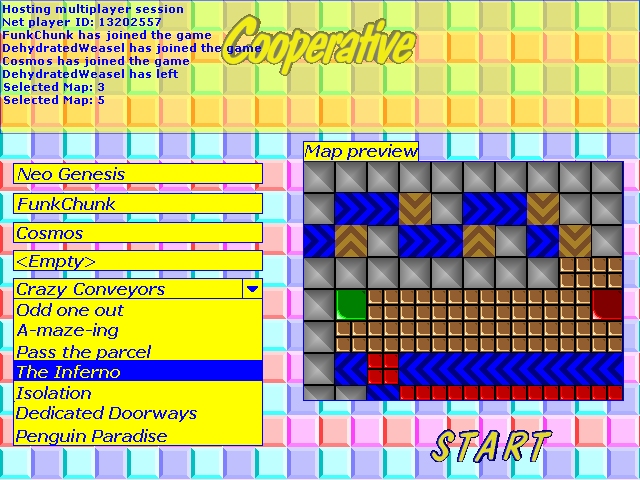 Hosting multiplayer session
Net player ID: 13202557
FunkChunk has joined the game
DehydratedWeasel has joined the game
Cosmos has joined the game
DehydratedWeasel has left
Selected Map: 3
Selected Map: 5
Cooperative
Map preview
Neo Genesis
FunkChunk
Cosmos
<Empty>
Crazy Conveyors
Odd one out
A-maze-ing
Pass the parcel
The Inferno
Isolation
Dedicated Doorways
Penguin Paradise
START